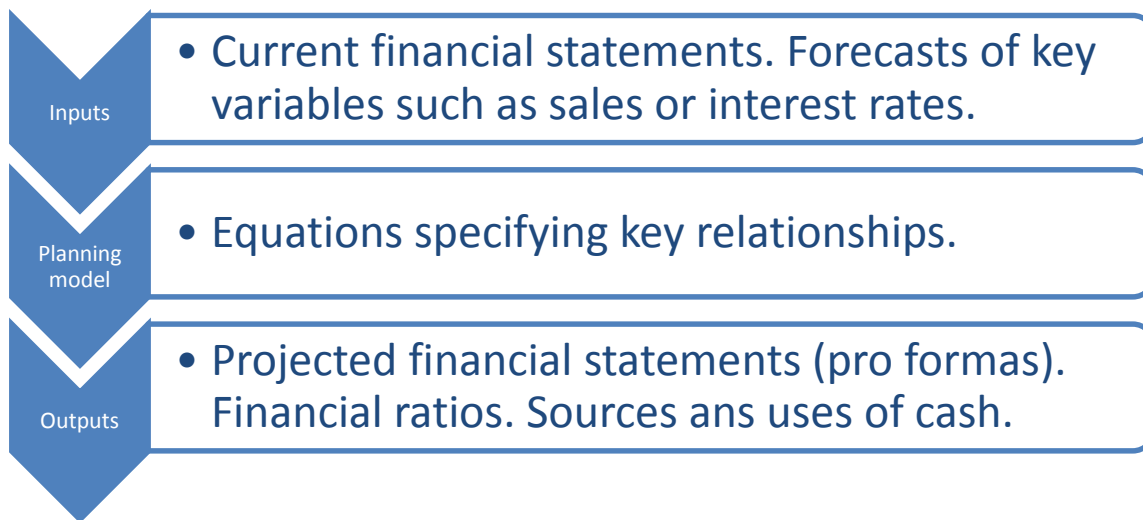 Inputs
• Current financial statements. Forecasts of key
variables such as sales or interest rates.
Planning
model
• Equations specifying key relationships.
Outputs
• Projected financial statements (pro formas).
Financial ratios. Sources ans uses of cash.